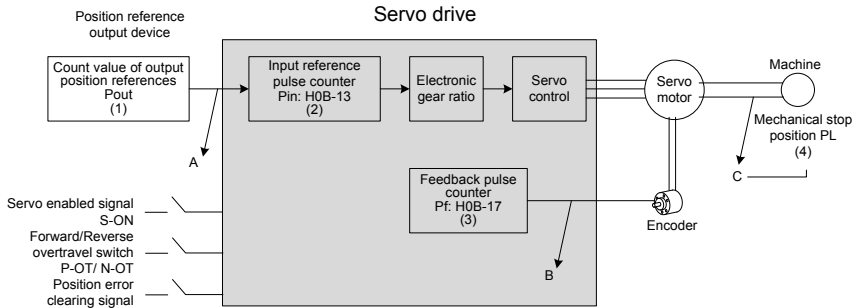 Servo drive
Position reference
output device
Count value of output
position references
Pout
(1)
Input reference
pulse counter
Pin: H0B-13
(2)
Electronic
gear ratio
Servo
control
Servo
motor
Machine
Mechanical stop
position PL
(4)
A
C
Feedback pulse
counter
Pf: H0B-17
(3)
Encoder
B
Servo enabled signal
S-ON
Forward/Reverse
overtravel switch
P-OT/ N-OT
Position error
clearing signal